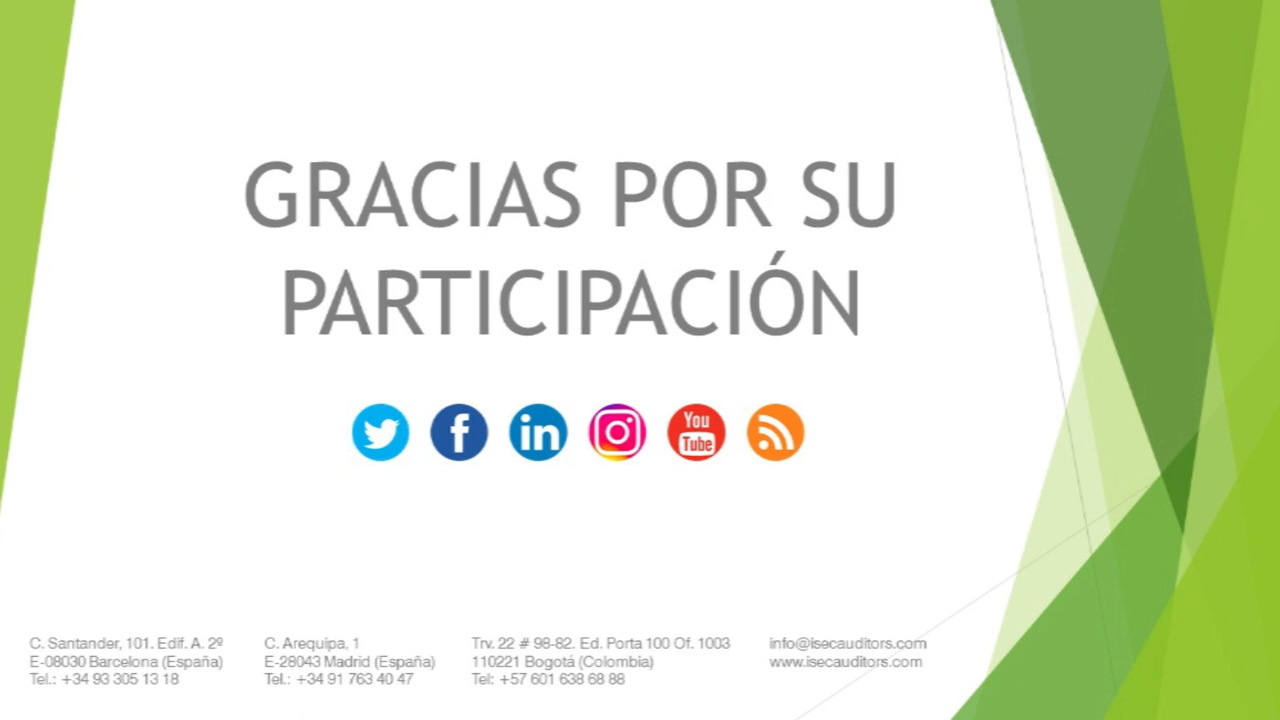 GRACIAS POR SU
PARTICIPACIÓN
You
Tube
C. Santander, 101. Edif. A. 2º
E-08030 Barcelona (España)
Tel.: +34 93 305 13 18
C. Arequipa, 1
E-28043 Madrid (España)
Tel.: +34 91 763 40 47
Trv. 22 # 98-82. Ed. Porta 100 Of. 1003
110221 Bogotá (Colombia)
Tel: +57 601 638 68 88
info@isecauditors.com
www.isecauditors.com